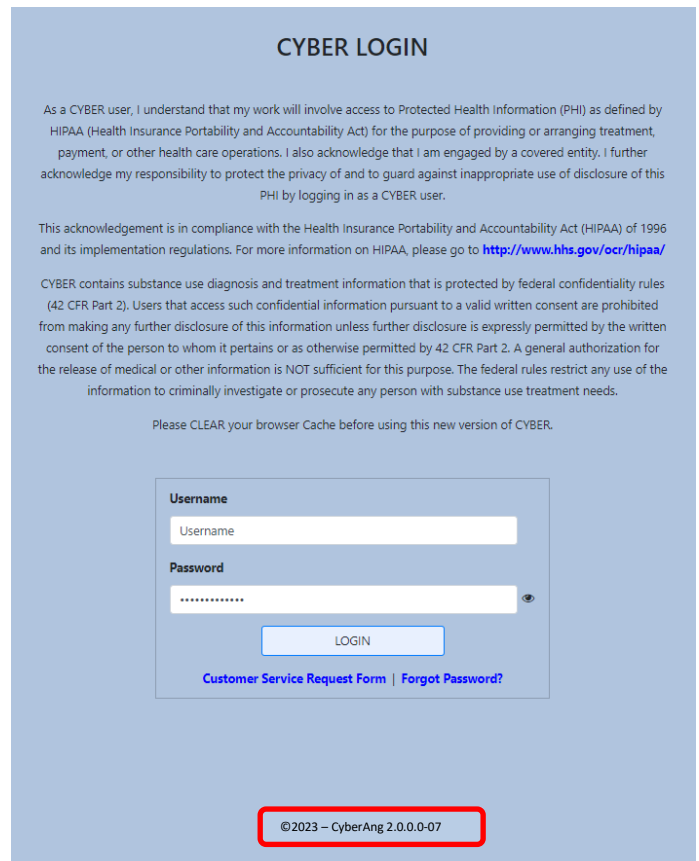 CYBER LOGIN
As a CYBER user, I understand that my work will involve access to Protected Health Information (PHI) as defined by
HIPAA (Health Insurance Portability and Accountability Act) for the purpose of providing or arranging treatment,
payment, or other health care operations. I also acknowledge that I am engaged by a covered entity. I further
acknowledge my responsibility to protect the privacy of and to guard against inappropriate use of disclosure of this
PHI by logging in as a CYBER user.
This acknowledgement is in compliance with the Health Insurance Portability and Accountability Act (HIPAA) of 1996
and its implementation regulations. For more information on HIPAA, please go to http://www.hhs.gov/ocr/hipaa/
CYBER contains substance use diagnosis and treatment information that is protected by federal confidentiality rules
(42 CFR Part 2). Users that access such confidential information pursuant to a valid written consent are prohibited
from making any further disclosure of this information unless further disclosure is expressly permitted by the written
consent of the person to whom it pertains or as otherwise permitted by 42 CFR Part 2. A general authorization for
the release of medical or other information is NOT sufficient for this purpose. The federal rules restrict any use of the
information to criminally investigate or prosecute any person with substance use treatment needs.
Please CLEAR your browser Cache before using this new version of CYBER.
Username
Username
Password
•••••••••••••
LOGIN
Customer Service Request Form | Forgot Password?
©2023 – CyberAng 2.0.0.0-07